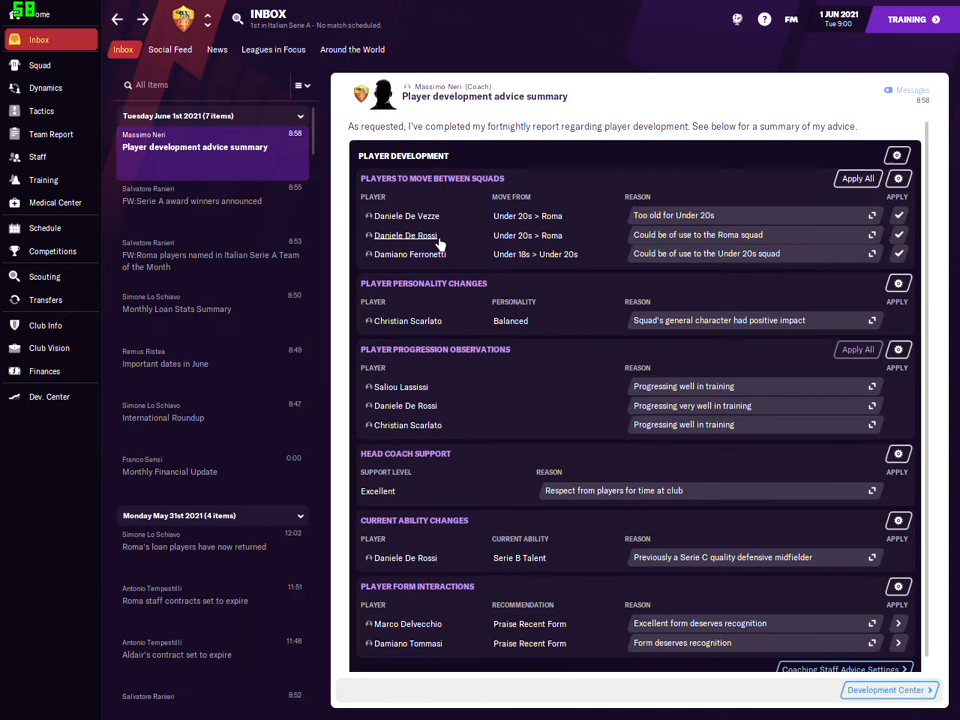 58
ome
INBOX
1st in Italian Serie A - No match scheduled.
FM
1 JUN 2021
Tue 9:00
TRAINING
Inbox
Squad
Dynamics
Tactics
Team Report
Staff
Training
Medical Center
Schedule
Competitions
Scouting
Transfers
Club Info
Club Vision
Finances
Dev. Center
Inbox
Social Feed
News
Leagues in Focus
Around the World
All Items
Tuesday June 1st 2021 (7 items)
Massimo Neri 8:58
Player development advice summary
Salvatore Ranieri 8:55
FW:Serie A award winners announced
Salvatore Ranieri 8:53
FW:Roma players named in Italian Serie A Team
of the Month
Simone Lo Schiavo 8:50
Monthly Loan Stats Summary
Remus Ristea 8:49
Important dates in June
Simone Lo Schiavo 8:47
International Roundup
Franco Sensi 0:00
Monthly Financial Update
Monday May 31st 2021 (4 items)
Simone Lo Schiavo 12:02
Roma's loan players have now returned
Antonio Tempestilli 11:51
Roma staff contracts set to expire
Antonio Tempestilli 11:48
Aldair's contract set to expire
Salvatore Ranieri 8:52
Massimo Neri (Coach)
Player development advice summary
Messages
8:58
As requested, I've completed my fortnightly report regarding player development. See below for a summary of my advice.
PLAYER DEVELOPMENT
PLAYERS TO MOVE BETWEEN SQUADS Apply All
PLAYER MOVE FROM REASON APPLY
Daniele De Vezze Under 20s > Roma Too old for Under 20s
Daniele De Rossi Under 20s > Roma Could be of use to the Roma squad
Damiano Ferronetti Under 18s > Under 20s Could be of use to the Under 20s squad
PLAYER PERSONALITY CHANGES
PLAYER PERSONALITY REASON APPLY
Christian Scarlato Balanced Squad's general character had positive impact
PLAYER PROGRESSION OBSERVATIONS Apply All
PLAYER REASON APPLY
Saliou Lassissi Progressing well in training
Daniele De Rossi Progressing very well in training
Christian Scarlato Progressing well in training
HEAD COACH SUPPORT
SUPPORT LEVEL REASON APPLY
Excellent Respect from players for time at club
CURRENT ABILITY CHANGES
PLAYER CURRENT ABILITY REASON APPLY
Daniele De Rossi Serie B Talent Previously a Serie C quality defensive midfielder
PLAYER FORM INTERACTIONS
PLAYER RECOMMENDATION REASON APPLY
Marco Delvecchio Praise Recent Form Excellent form deserves recognition
Damiano Tommasi Praise Recent Form Form deserves recognition
Coaching Staff Advice Settings >
Development Center >